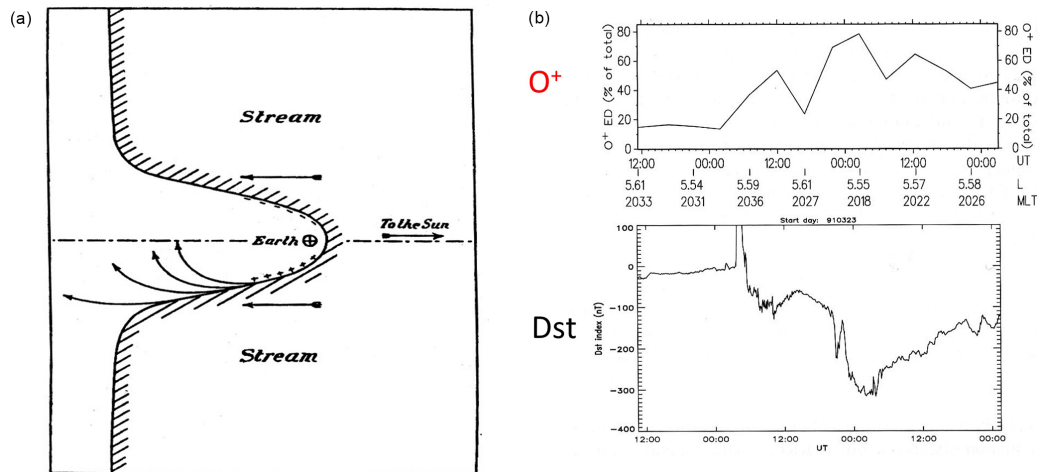 (a)
Stream
To the Sun
Earth ⊕
Stream
(b)
O+
O+ ED (% of total)
80
60
40
20
0
80
60
40
20
0
O+ ED (% of total)
12:00 00:00 12:00 00:00 12:00 00:00 UT
5.61 5.54 5.59 5.61 5.55 5.57 5.58 L
2033 2031 2036 2027 2018 2022 2026 MLT
Start day: 910323
Dst
Dst index (nT)
100
0
-100
-200
-300
-400
12:00 00:00 12:00 00:00 12:00 00:00
UT